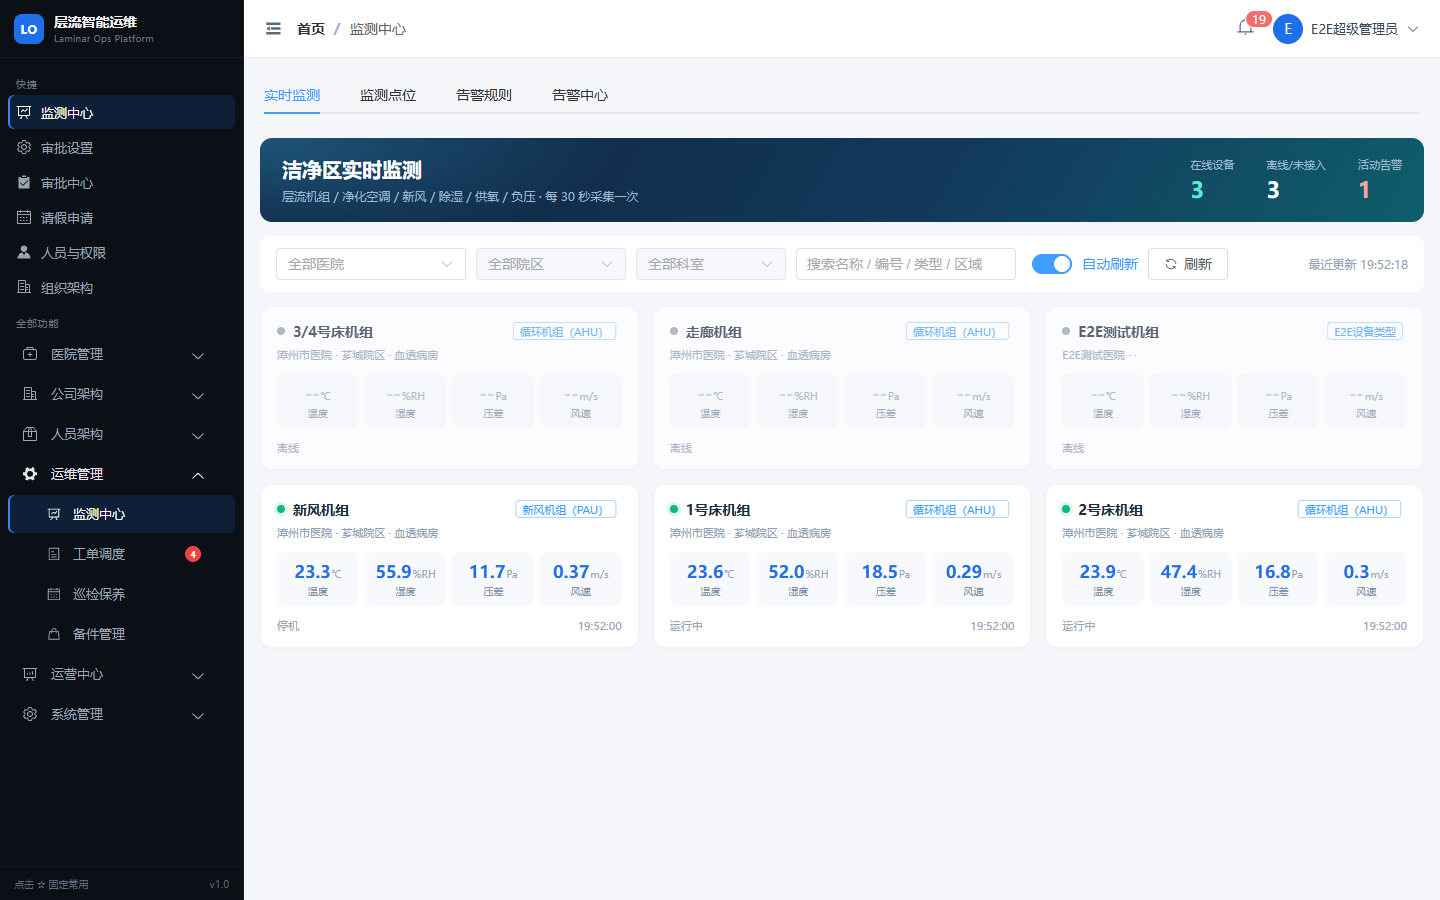 LO
层流智能运维
Laminar Ops Platform
快捷
监测中心
审批设置
审批中心
请假申请
人员与权限
组织架构
全部功能
医院管理
公司架构
人员架构
运维管理
监测中心
工单调度 4
巡检保养
备件管理
运营中心
系统管理
点击 ☆ 固定常用 v1.0
首页 / 监测中心
19
E E2E超级管理员
实时监测 监测点位 告警规则 告警中心
洁净区实时监测
层流机组 / 净化空调 / 新风 / 除湿 / 供氧 / 负压 · 每 30 秒采集一次
在线设备 离线/未接入 活动告警
3 3 1
全部医院 全部院区 全部科室 搜索名称 / 编号 / 类型 / 区域 自动刷新 刷新 最近更新 19:52:18
3/4号床机组 循环机组（AHU）
漳州市医院 · 芗城院区 · 血透病房
--℃ --%RH --Pa --m/s
温度 湿度 压差 风速
离线
走廊机组 循环机组（AHU）
漳州市医院 · 芗城院区 · 血透病房
--℃ --%RH --Pa --m/s
温度 湿度 压差 风速
离线
E2E测试机组 E2E设备类型
E2E测试医院 · ·
--℃ --%RH --Pa --m/s
温度 湿度 压差 风速
离线
新风机组 新风机组（PAU）
漳州市医院 · 芗城院区 · 血透病房
23.3℃ 55.9%RH 11.7Pa 0.37m/s
温度 湿度 压差 风速
停机 19:52:00
1号床机组 循环机组（AHU）
漳州市医院 · 芗城院区 · 血透病房
23.6℃ 52.0%RH 18.5Pa 0.29m/s
温度 湿度 压差 风速
运行中 19:52:00
2号床机组 循环机组（AHU）
漳州市医院 · 芗城院区 · 血透病房
23.9℃ 47.4%RH 16.8Pa 0.3m/s
温度 湿度 压差 风速
运行中 19:52:00